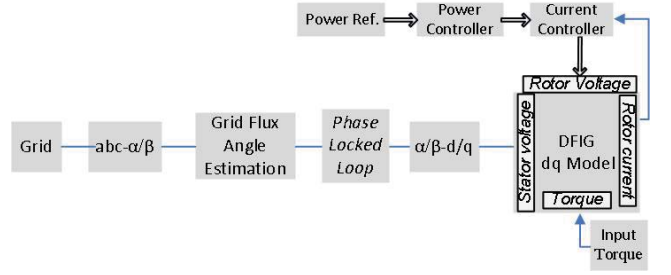 Power Ref.
Power
Controller
Current
Controller
Rotor Voltage
Grid
abc-α/β
Grid Flux
Angle
Estimation
Phase
Locked
Loop
α/β-d/q
Stator voltage
DFIG
dq Model
Rotor current
Torque
Input
Torque